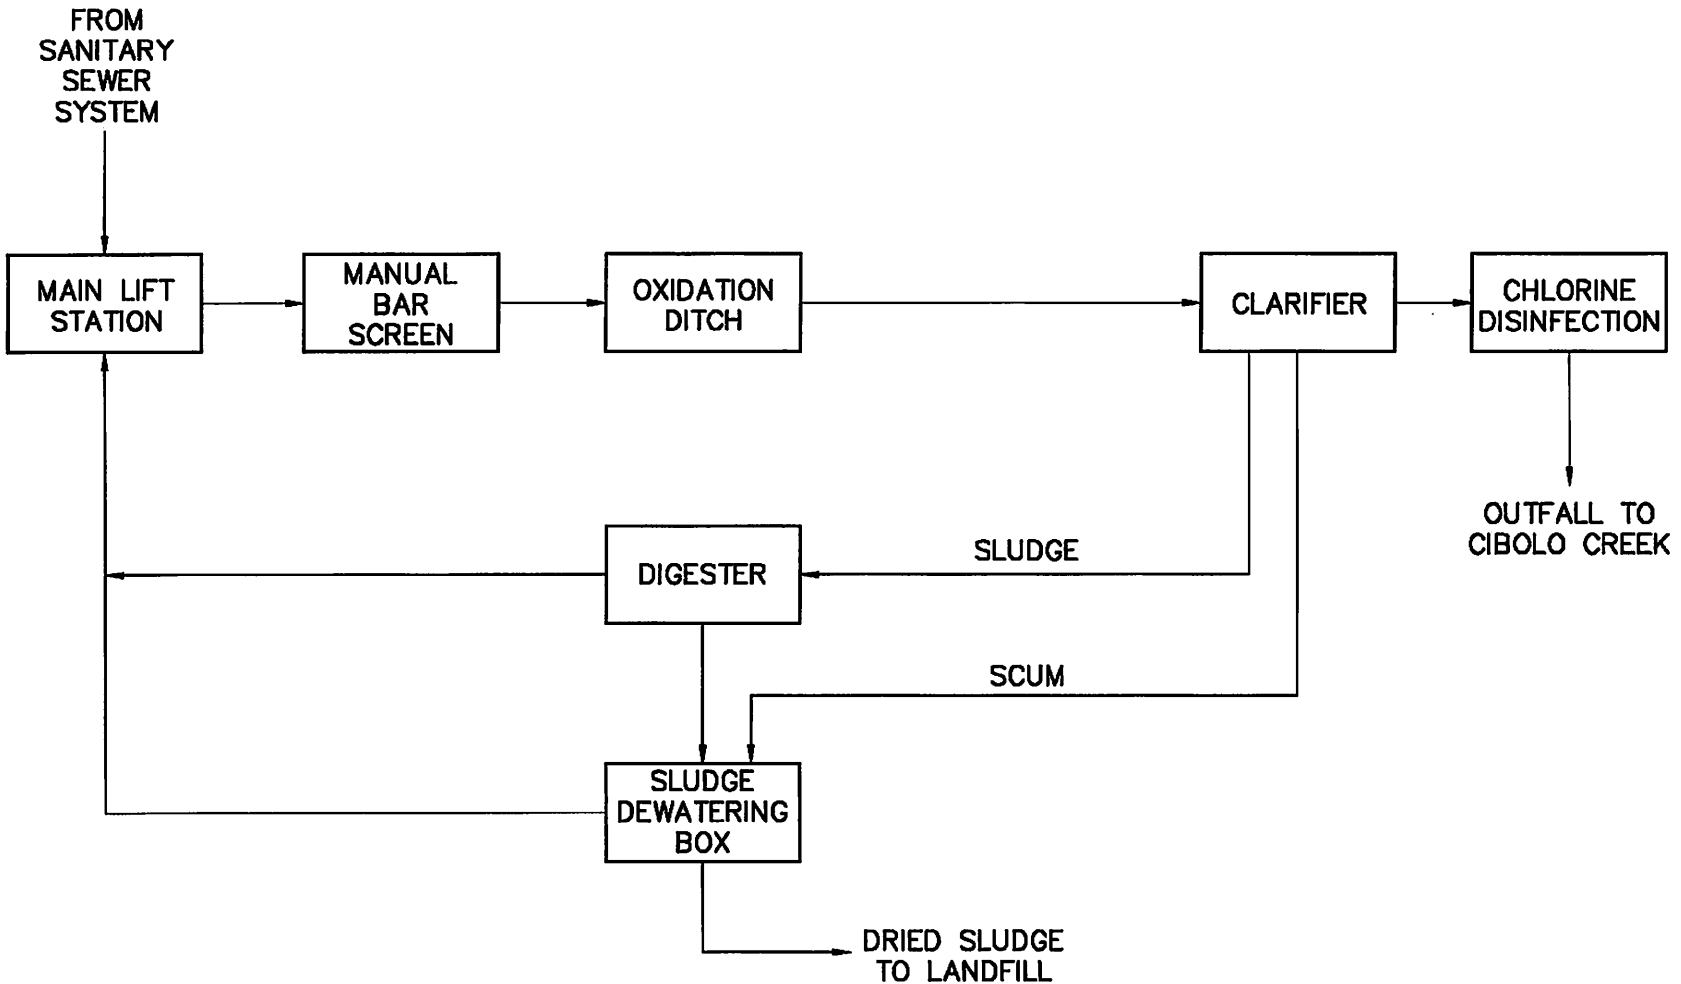 FROM
SANITARY
SEWER
SYSTEM
MAIN LIFT
STATION
MANUAL
BAR
SCREEN
OXIDATION
DITCH
CLARIFIER
CHLORINE
DISINFECTION
OUTFALL TO
CIBOLO CREEK
SLUDGE
DIGESTER
SCUM
SLUDGE
DEWATERING
BOX
DRIED SLUDGE
TO LANDFILL